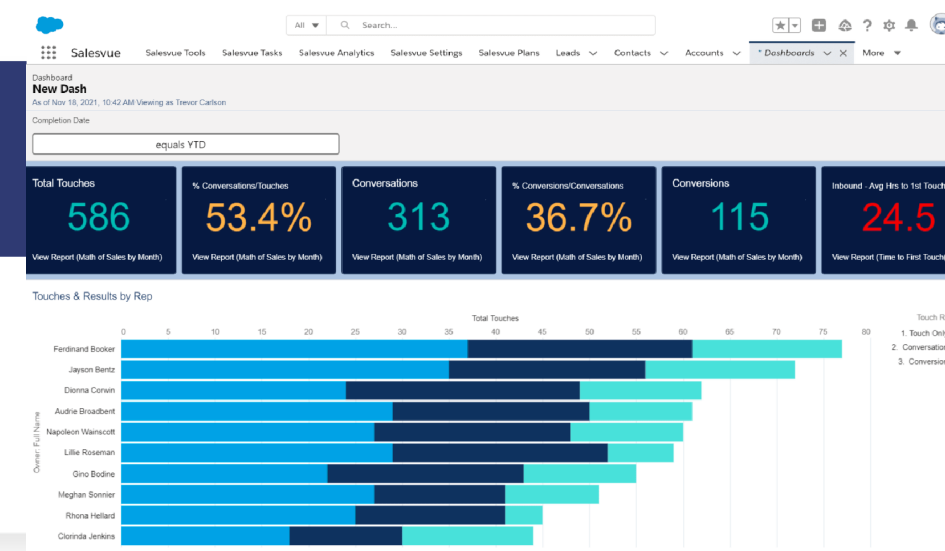 All
Search...
Salesvue
Salesvue Tools
Salesvue Tasks
Salesvue Analytics
Salesvue Settings
Salesvue Plans
Leads
Contacts
Accounts
* Dashboards
More
Dashboard
New Dash
As of Nov 18, 2021, 10:42 AM Viewing as Trevor Carlson
Completion Date
equals YTD
Total Touches
586
View Report (Math of Sales by Month)
% Conversations/Touches
53.4%
View Report (Math of Sales by Month)
Conversations
313
View Report (Math of Sales by Month)
% Conversions/Conversations
36.7%
View Report (Math of Sales by Month)
Conversions
115
View Report (Math of Sales by Month)
Inbound - Avg Hrs to 1st Touch
24.5
View Report (Time to First Touch)
Touches & Results by Rep
Total Touches
0 5 10 15 20 25 30 35 40 45 50 55 60 65 70 75 80
Owner: Full Name
Ferdinand Booker
Jayson Bentz
Dionna Corwin
Audrie Broadbent
Napoleon Wainscott
Lillie Roseman
Gino Bodine
Meghan Sonnier
Rhona Hellard
Clorinda Jenkins
Touch R
1. Touch Only
2. Conversation
3. Conversion